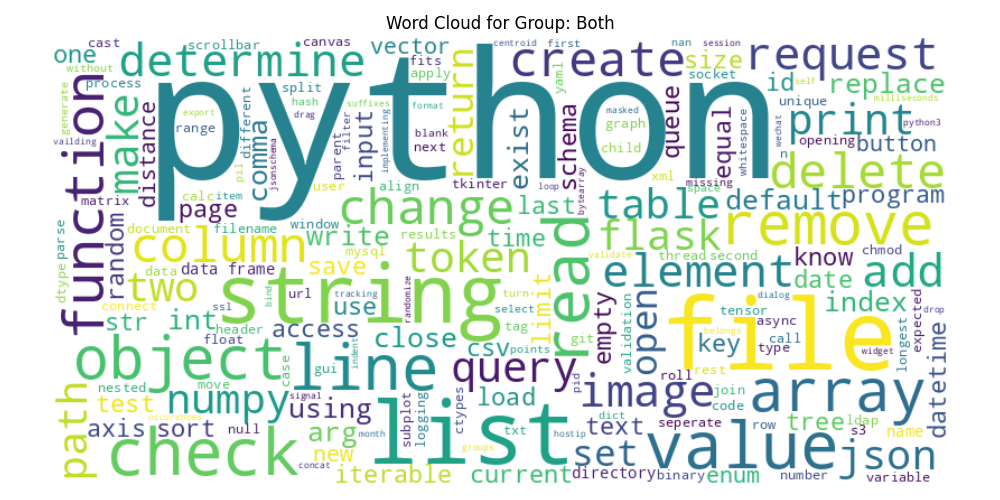 Word Cloud for Group: Both
cast
scrollbar
canvas
vector
centroid
first
nan
session
one
without
determine
python
fits
create
size
request
process
split
apply
yaml
socket
id
self
replace
generate
function
make
export
hash
suffixes
format
return
masked
queue
unique
milliseconds
drag
different
comma
range
distance
input
filter
parent
implementing
blank
next
exist
schema
graph
child
equal
whitespace
wechat
print
python3
opening
button
vailding
pil
jsonschema
matrix
calc
item
user
align
tkinter
loop
bytearray
xml
missing
space
n
delete
page
change
last
table
default
program
random
document
filename
window
write
results
time
flask
remove
parse
column
mysql
token
validate
thread
second
know
chmod
dtype
data
data frame
save
read
element
date
add
two
connect
ssl
bind
url
tracking
use
string
randomize
turn
select
limit
empty
validation
open
file
dialog
tensor
async
index
longest
expected
drop
str
int
header
access
tag
git
key
call
type
belongs
widget
datetime
float
close
csv
points
object
case
gui
indent
line
query
pid
roll
rest
nested
move
numpy
signal
using
load
image
join
code
array
path
test
occurenses
month
subplot
logging
ctypes
txt
dict
text
seperate
row
tree
ldap
name
axis
sort
null
arg
list
hostip
set
value
s3
json
check
new
groups
concat
iterable
current
directory
binary
enum
number
variable